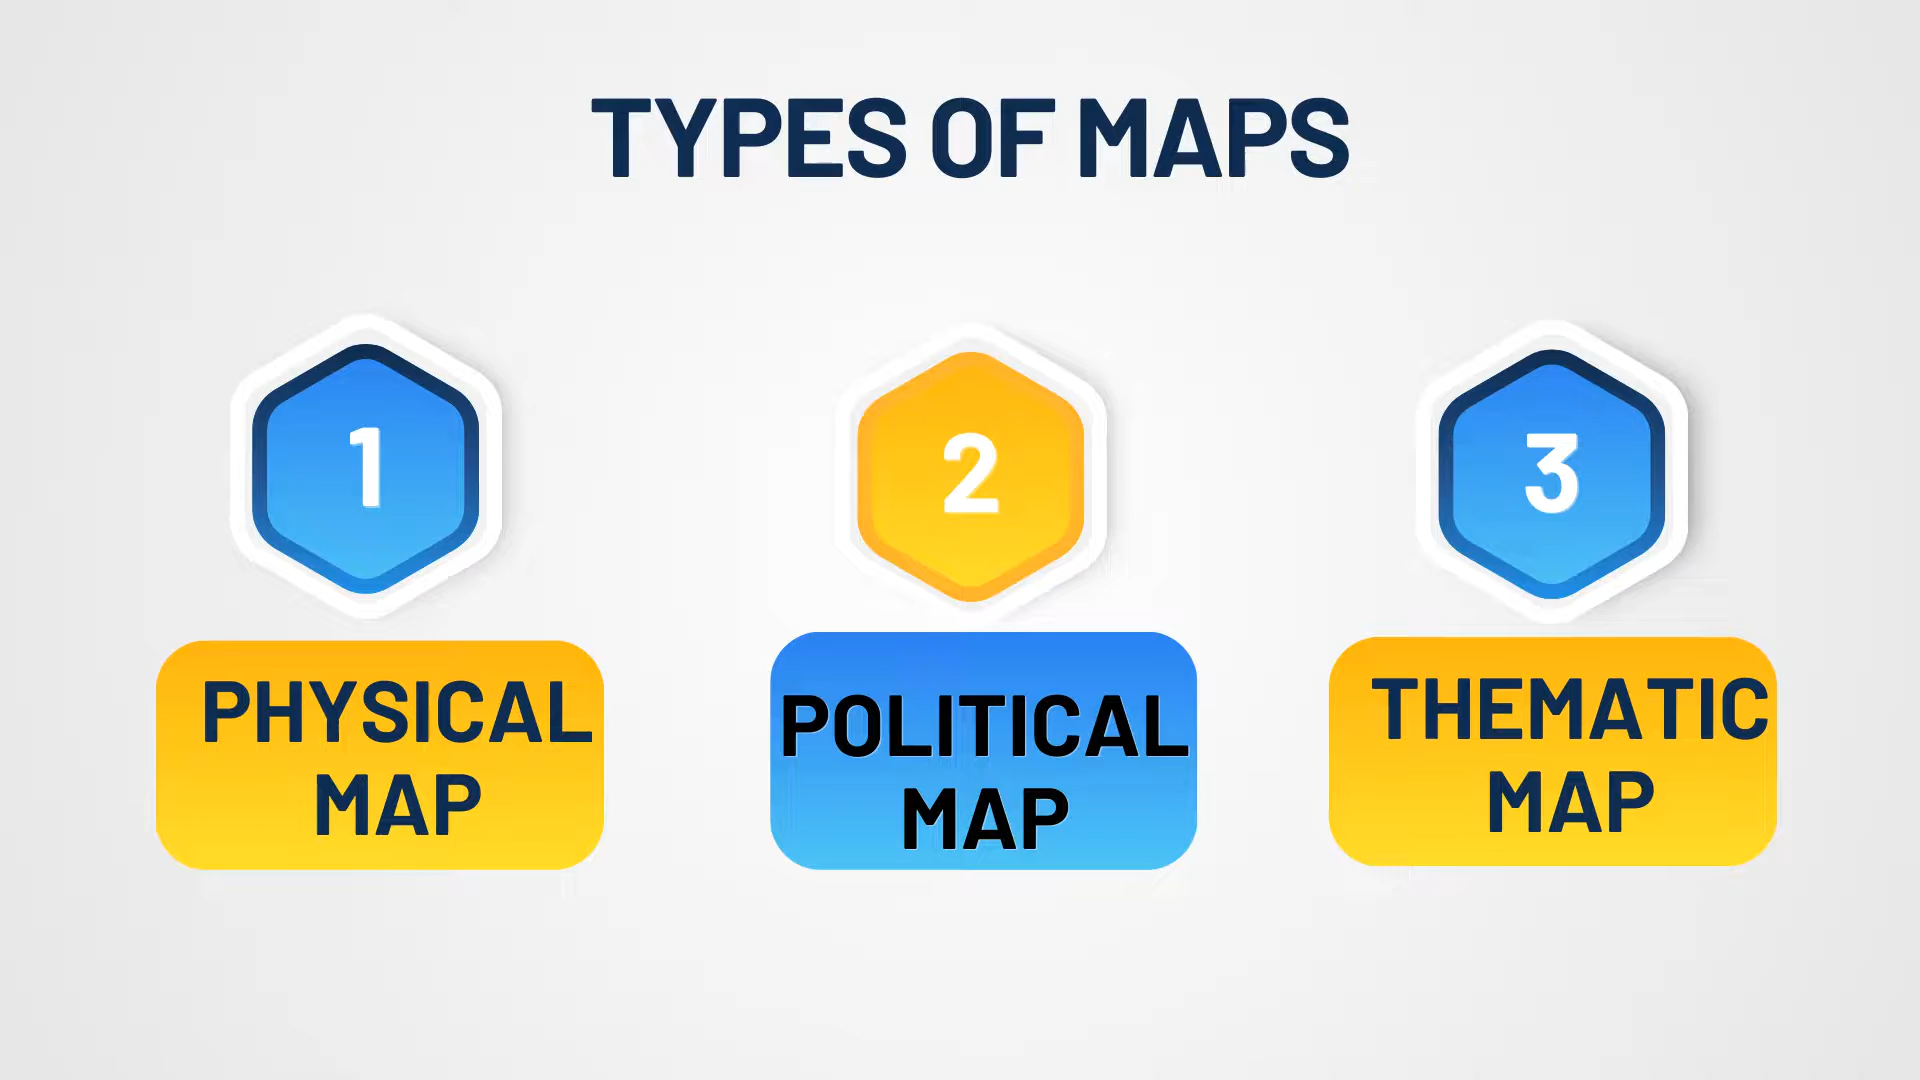 TYPES OF MAPS
1
2
3
PHYSICAL
MAP
POLITICAL
MAP
THEMATIC
MAP